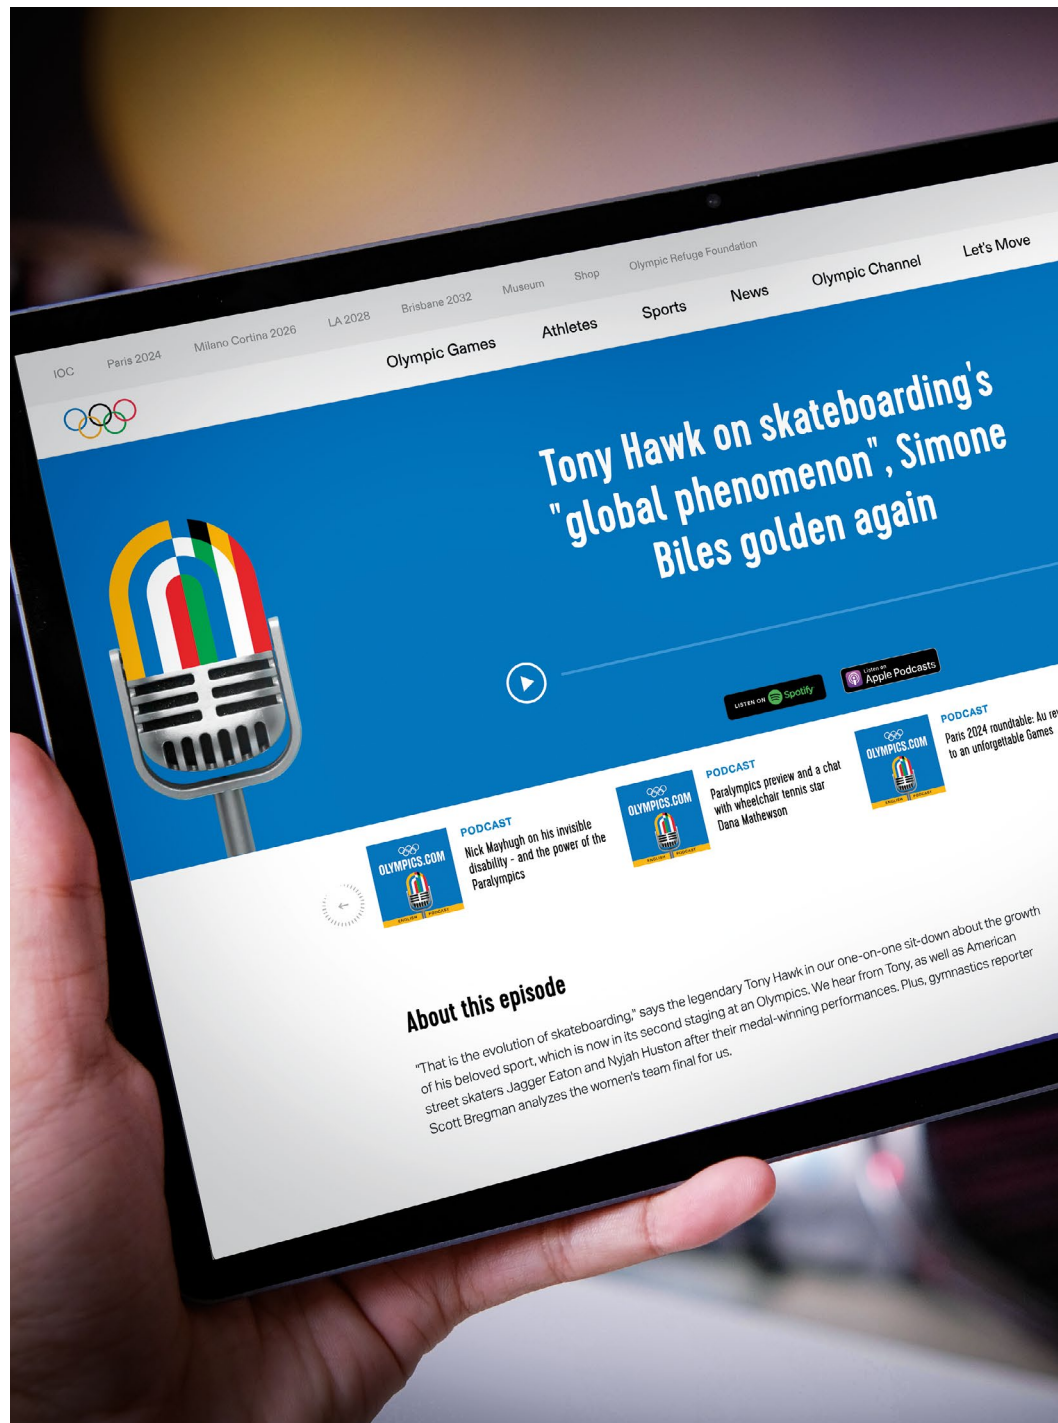 IOC Paris 2024 Milano Cortina 2026 LA 2028 Brisbane 2032 Museum Shop Olympic Refuge Foundation
Olympic Games Athletes Sports News Olympic Channel Let's Move
Tony Hawk on skateboarding's
"global phenomenon", Simone
Biles golden again
LISTEN ON Spotify
Listen on
Apple Podcasts
OLYMPICS.COM
ENGLISH PODCAST
PODCAST
Nick Mayhugh on his invisible
disability - and the power of the
Paralympics
OLYMPICS.COM
ENGLISH PODCAST
PODCAST
Paralympics preview and a chat
with wheelchair tennis star
Dana Mathewson
OLYMPICS.COM
ENGLISH PODCAST
PODCAST
Paris 2024 roundtable: Au re
to an unforgettable Games
About this episode
"That is the evolution of skateboarding," says the legendary Tony Hawk in our one-on-one sit-down about the growth
of his beloved sport, which is now in its second staging at an Olympics. We hear from Tony, as well as American
street skaters Jagger Eaton and Nyjah Huston after their medal-winning performances. Plus, gymnastics reporter
Scott Bregman analyzes the women's team final for us.